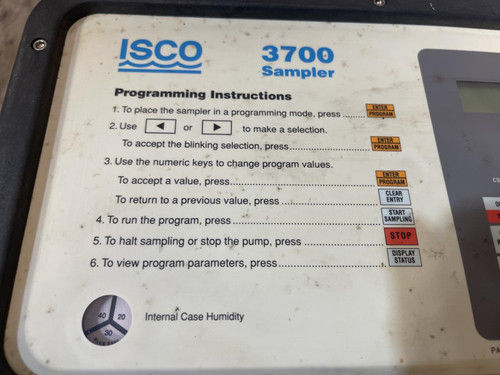 ISCO
3700
Sampler
Programming Instructions
1. To place the sampler in a programming mode, press ....... ENTER PROGRAM
2. Use ◄ or ► to make a selection.
To accept the blinking selection, press........................ ENTER PROGRAM
3. Use the numeric keys to change program values.
To accept a value, press........................................... ENTER PROGRAM
To return to a previous value, press ........................... CLEAR ENTRY
4. To run the program, press........................................... START SAMPLING
5. To halt sampling or stop the pump, press ...................... STOP
6. To view program parameters, press.............................. DISPLAY STATUS
40 20
30
Internal Case Humidity